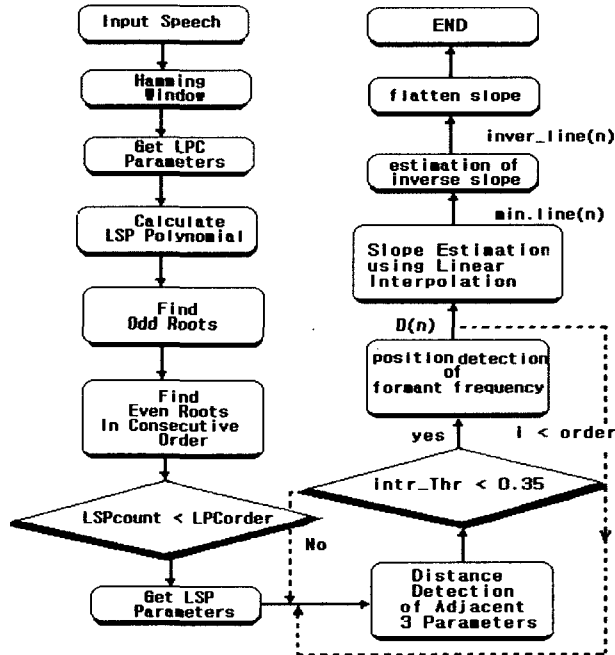 Input Speech
Hamming
Window
Get LPC
Parameters
Calculate
LSP Polynomial
Find
Odd Roots
Find
Even Roots
In Consecutive
Order
LSPcount < LPCorder
Get LSP
Parameters
No
Distance
Detection
of Adjacent
3 Parameters
intr_Thr < 0.35
yes
i < order
position detection
of
formant frequency
D(n)
Slope Estimation
using Linear
Interpolation
min.line(n)
estimation of
inverse slope
inver_line(n)
flatten slope
END